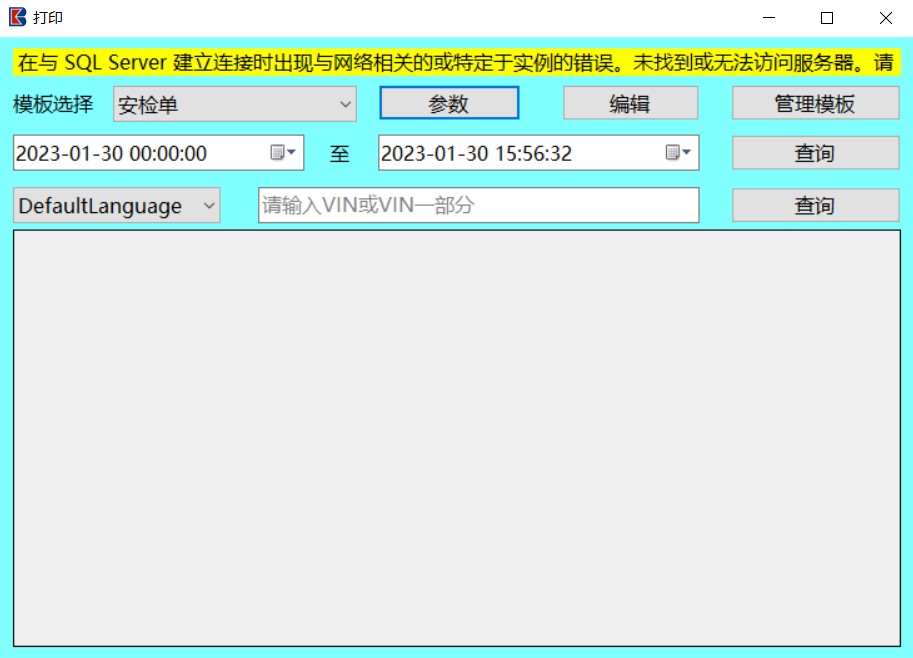 打印
在与 SQL Server 建立连接时出现与网络相关的或特定于实例的错误。未找到或无法访问服务器。请
模板选择 安检单 参数 编辑 管理模板
2023-01-30 00:00:00 至 2023-01-30 15:56:32 查询
DefaultLanguage 请输入VIN或VIN一部分 查询